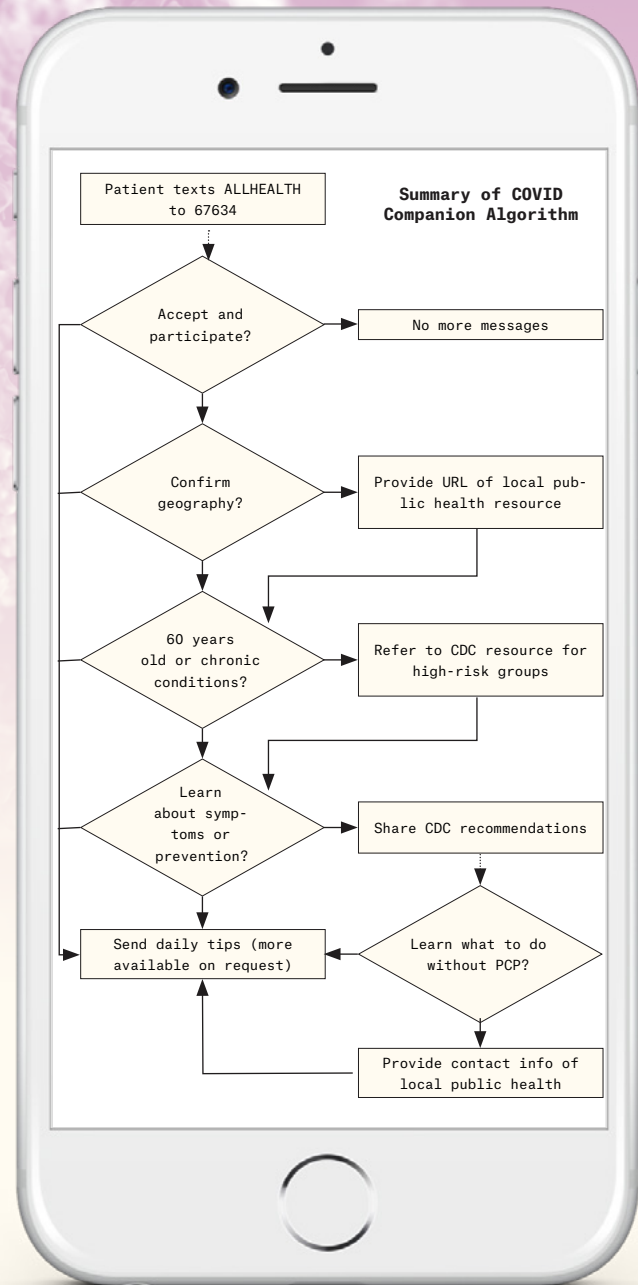 Patient texts ALLHEALTH
to 67634
Summary of COVID
Companion Algorithm
Accept and
participate?
No more messages
Confirm
geography?
Provide URL of local pub-
lic health resource
60 years
old or chronic
conditions?
Refer to CDC resource for
high-risk groups
Learn
about symp-
toms or
prevention?
Share CDC recommendations
Send daily tips (more
available on request)
Learn what to do
without PCP?
Provide contact info of
local public health